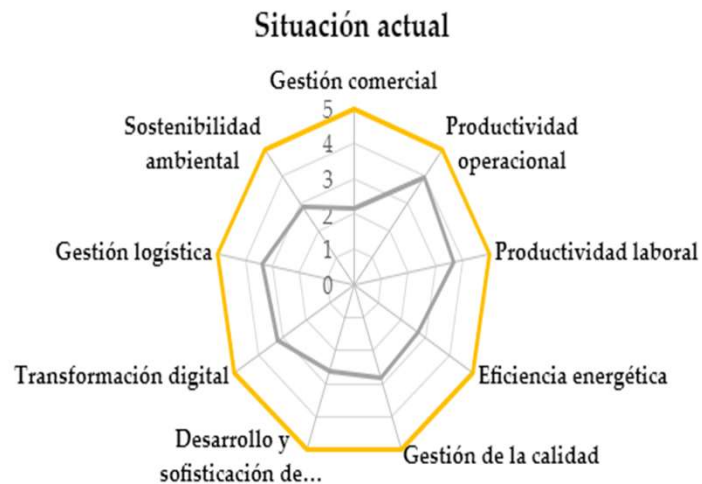 Situación actual
Gestión comercial
5
4
3
2
1
0
Productividad
operacional
Productividad laboral
Eficiencia energética
Gestión de la calidad
Desarrollo y
sofisticación de...
Transformación digital
Gestión logística
Sostenibilidad
ambiental